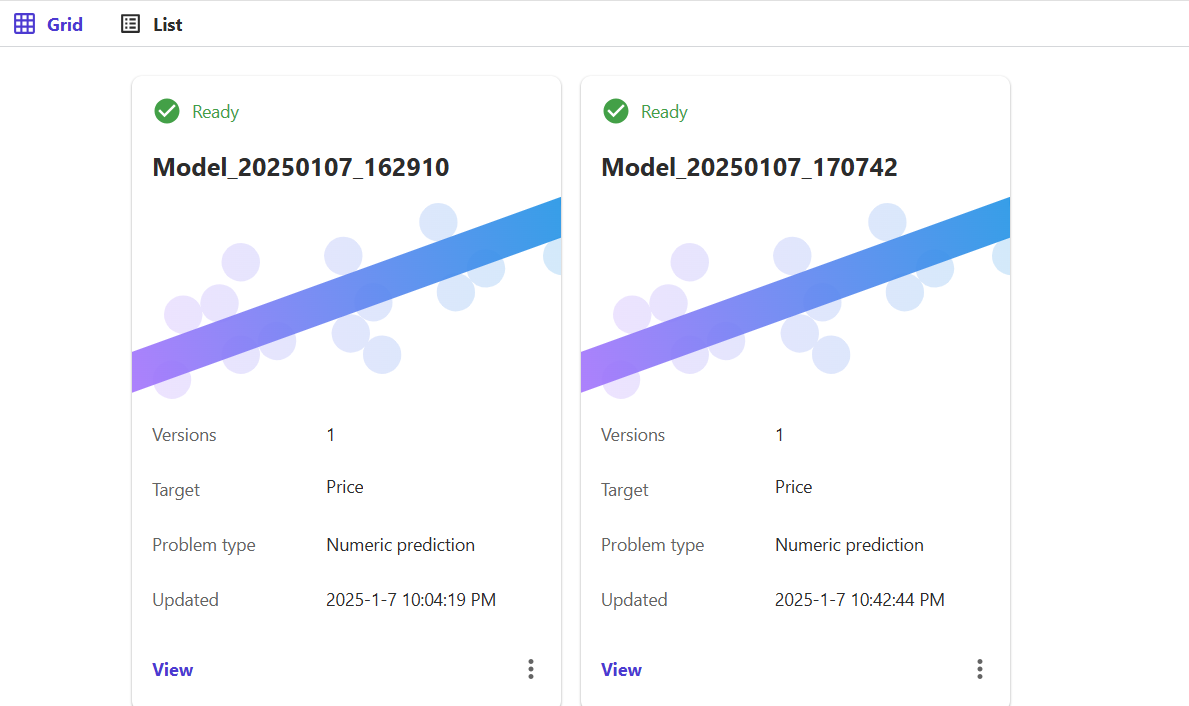 Grid List
Ready
Model_20250107_162910
Versions 1
Target Price
Problem type Numeric prediction
Updated 2025-1-7 10:04:19 PM
View
Ready
Model_20250107_170742
Versions 1
Target Price
Problem type Numeric prediction
Updated 2025-1-7 10:42:44 PM
View